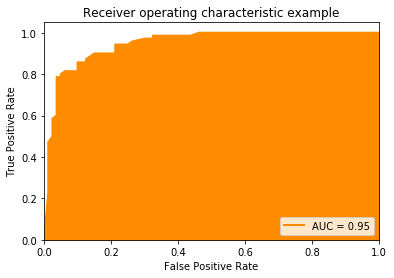 Receiver operating characteristic example
True Positive Rate
1.0
0.8
0.6
0.4
0.2
0.0
AUC = 0.95
0.0 0.2 0.4 0.6 0.8 1.0
False Positive Rate